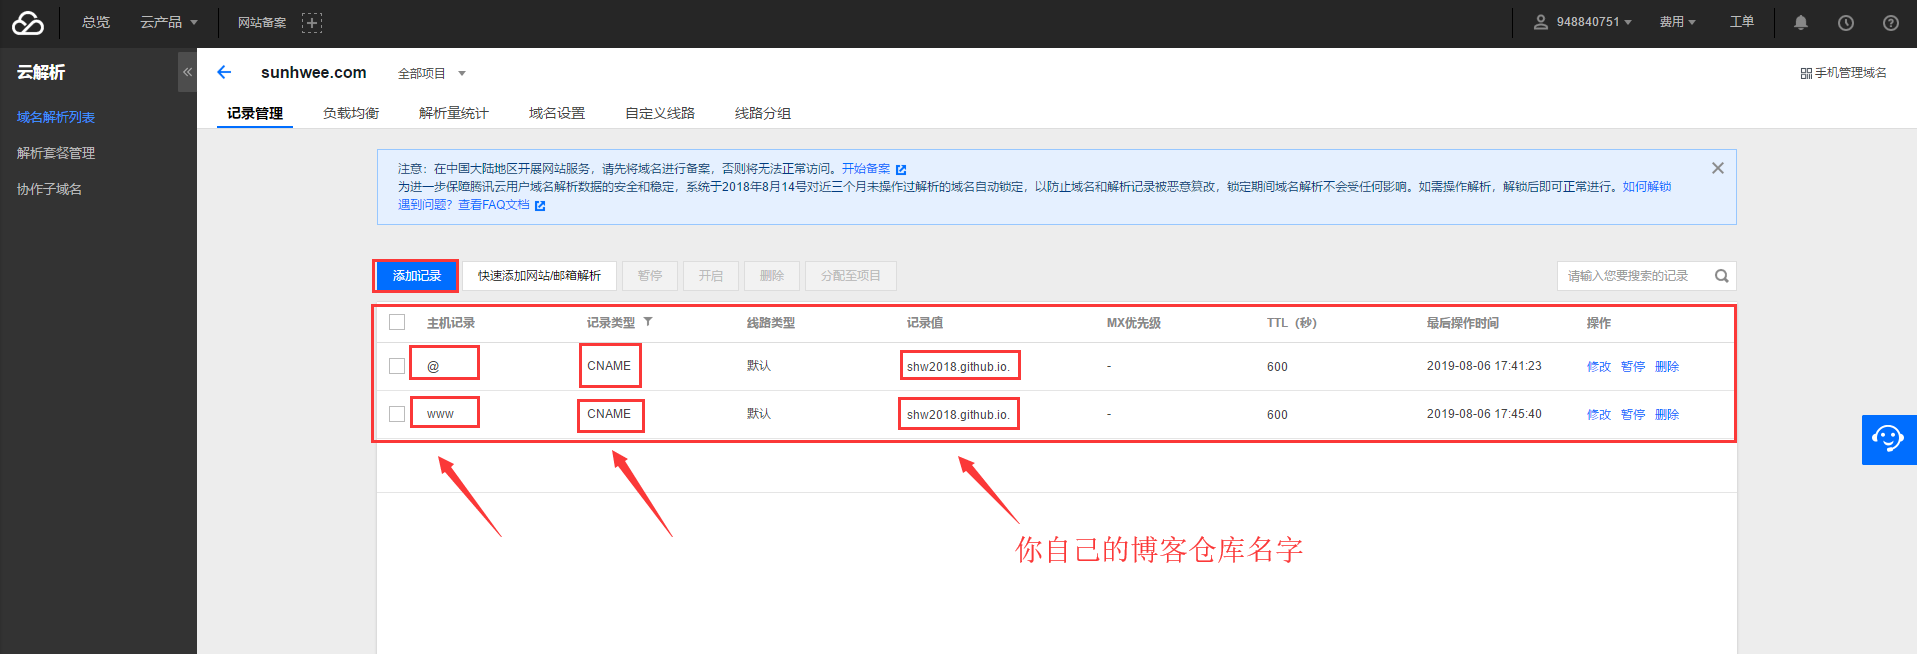 总览 云产品 网站备案 948840751 费用 工单
云解析
域名解析列表
解析套餐管理
协作子域名
sunhwee.com 全部项目 手机管理域名
记录管理 负载均衡 解析量统计 域名设置 自定义线路 线路分组
注意：在中国大陆地区开展网站服务，请先将域名进行备案，否则将无法正常访问。开始备案
为进一步保障腾讯云用户域名解析数据的安全和稳定，系统于2018年8月14号对近三个月未操作过解析的域名自动锁定，以防止域名和解析记录被恶意篡改，锁定期间域名解析不会受任何影响。如需操作解析，解锁后即可正常进行。如何解锁
遇到问题？查看FAQ文档
添加记录 快速添加网站/邮箱解析 暂停 开启 删除 分配至项目 请输入您要搜索的记录
主机记录 记录类型 线路类型 记录值 MX优先级 TTL（秒） 最后操作时间 操作
@ CNAME 默认 shw2018.github.io. - 600 2019-08-06 17:41:23 修改 暂停 删除
www CNAME 默认 shw2018.github.io. - 600 2019-08-06 17:45:40 修改 暂停 删除
你自己的博客仓库名字